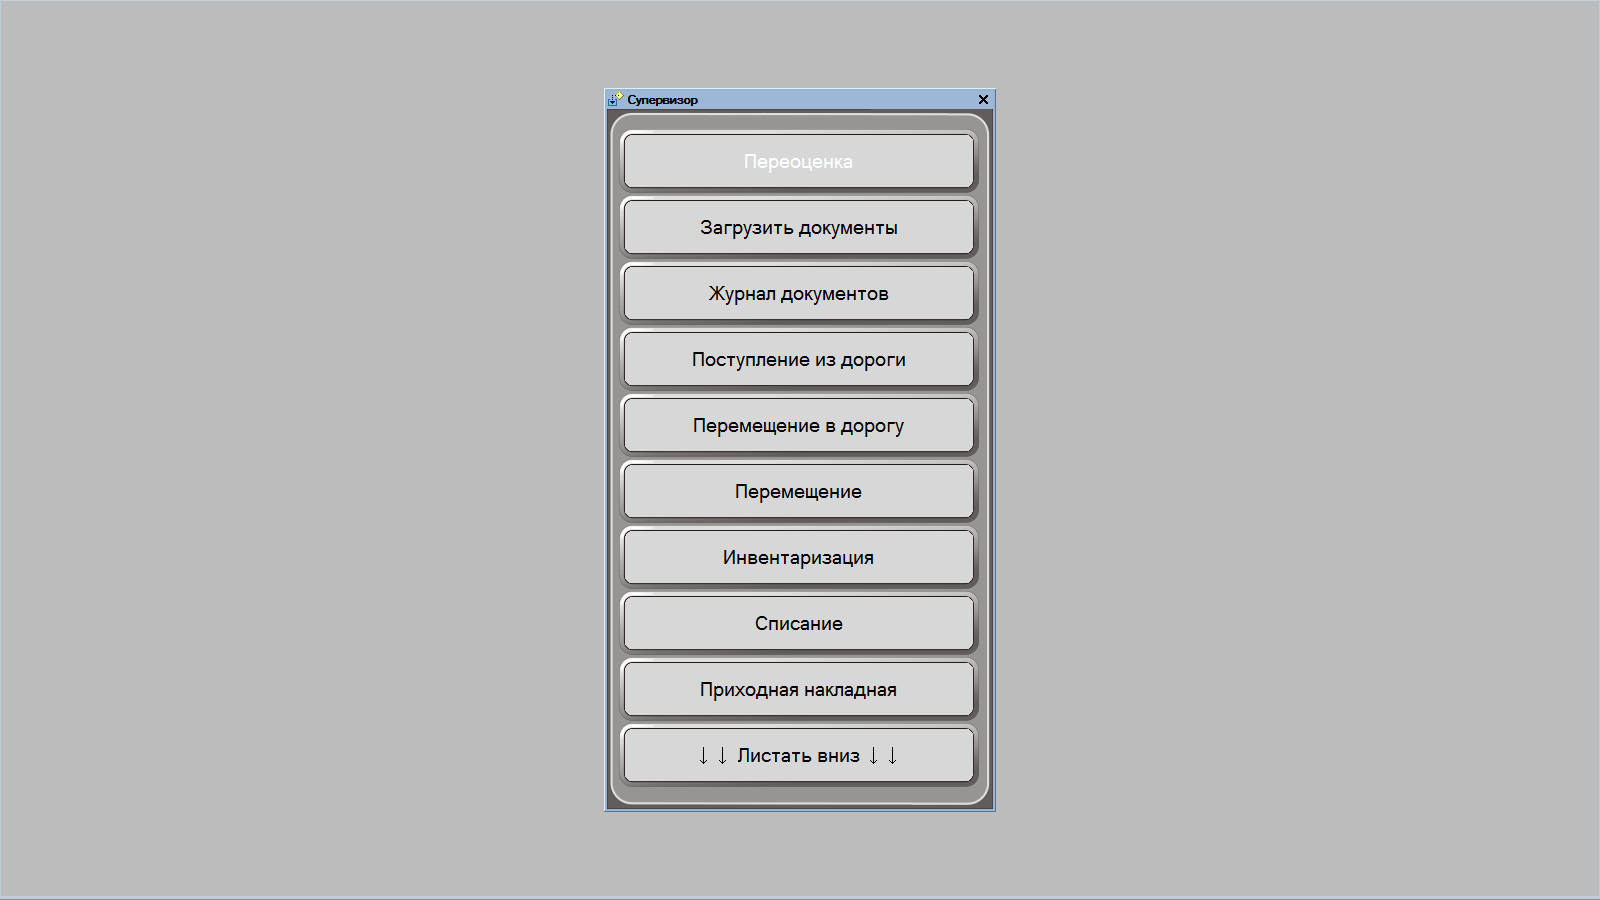 Супервизор
Переоценка
Загрузить документы
Журнал документов
Поступление из дороги
Перемещение в дорогу
Перемещение
Инвентаризация
Списание
Приходная накладная
↓ ↓ Листать вниз ↓ ↓